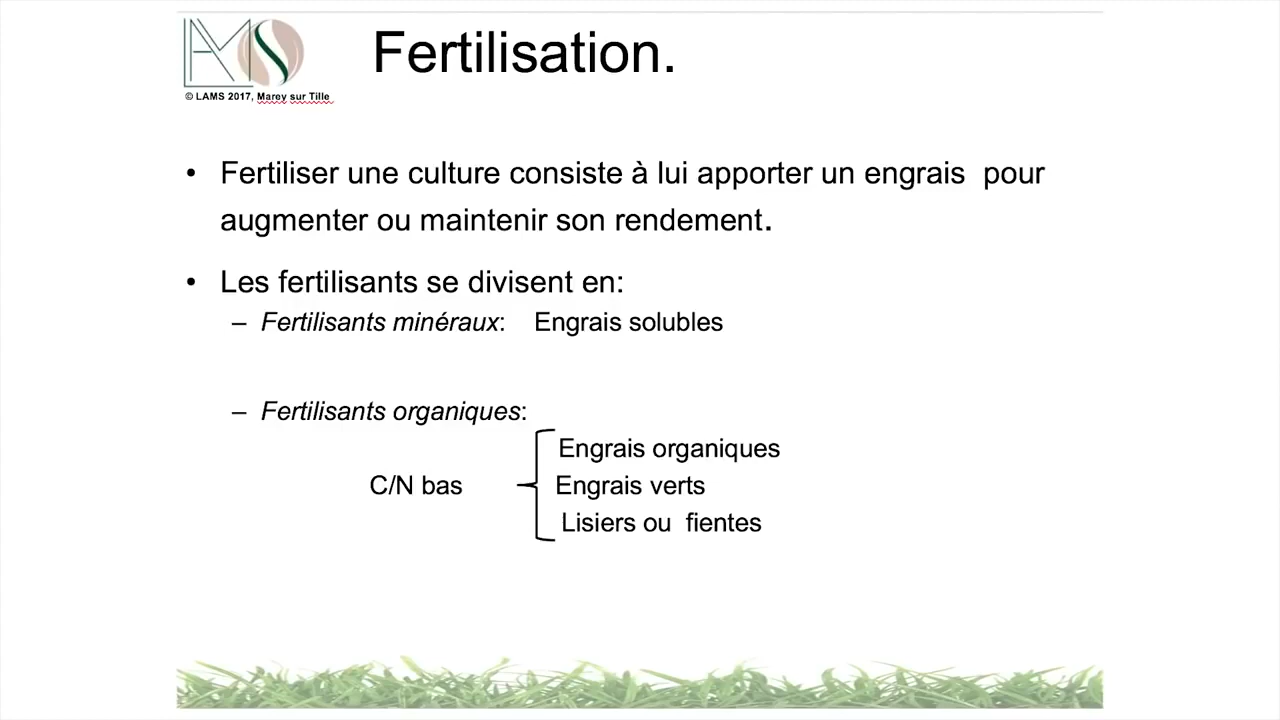 LAMS
Fertilisation.
© LAMS 2017, Marey sur Tille
• Fertiliser une culture consiste à lui apporter un engrais  pour
augmenter ou maintenir son rendement.
• Les fertilisants se divisent en:
– Fertilisants minéraux:    Engrais solubles
– Fertilisants organiques:
Engrais organiques
C/N bas    Engrais verts
Lisiers ou  fientes